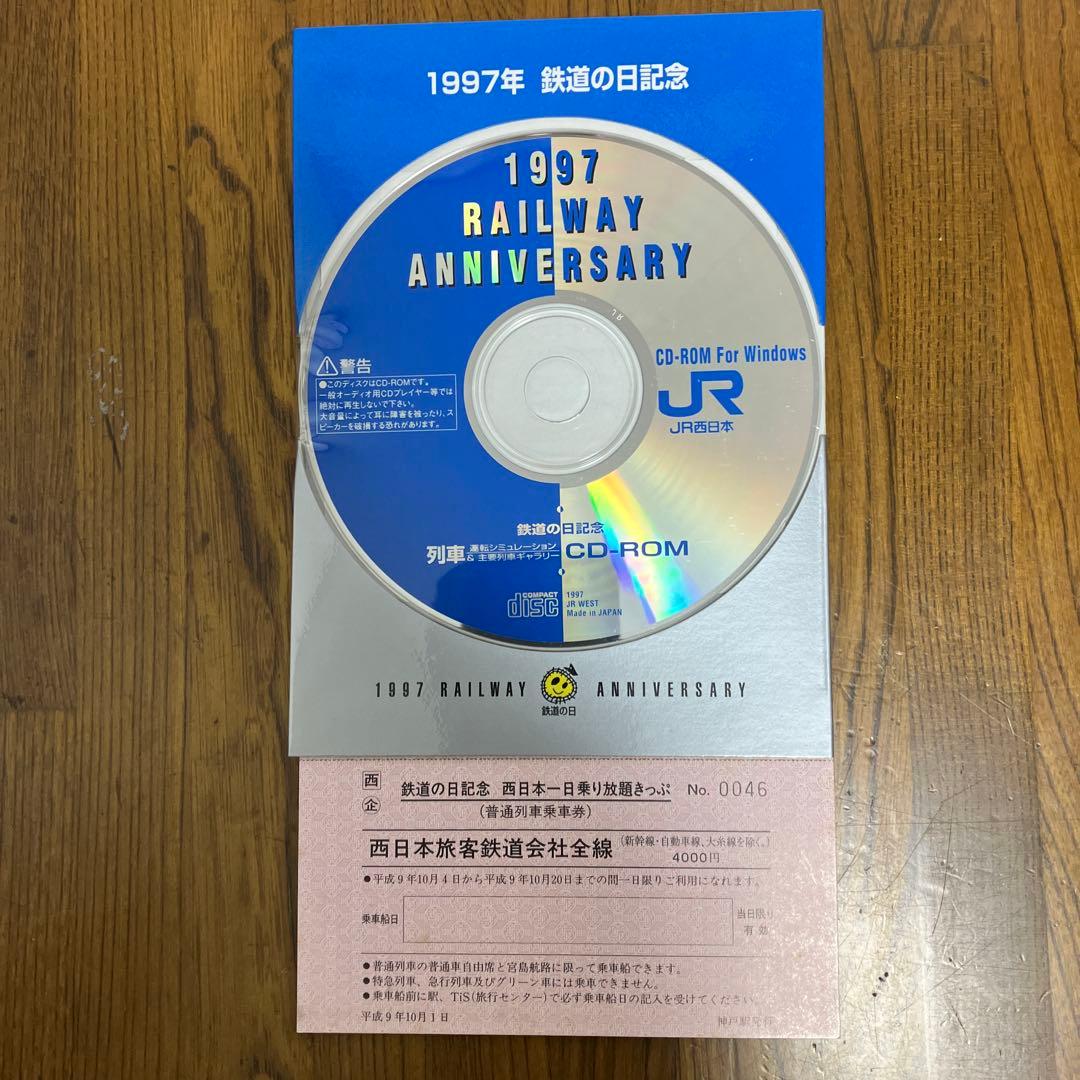 1997年 鉄道の日記念
1997
RAILWAY
ANNIVERSARY
JR
警告
●このディスクはCD-ROMです。
一般オーディオ用CDプレイヤー等では
絶対に再生しないで下さい。
大音量によって耳に障害を被ったり、ス
ピーカーを破損する恐れがあります。
CD-ROM For Windows
JR
JR西日本
鉄道の日記念
列車運転シミュレーション
& 主要列車ギャラリー CD-ROM
COMPACT
disc
1997
JR WEST
Made in JAPAN
1997 RAILWAY ANNIVERSARY
鉄道の日
西
企
鉄道の日記念 西日本一日乗り放題きっぷ No. 0046
(普通列車乗車券)
西日本旅客鉄道会社全線 (新幹線・自動車線、大糸線を除く。)
4000円
●平成9年10月4日から平成9年10月20日までの間一日限りご利用になれます。
乗車船日
当日限り
有効
●普通列車の普通車自由席と宮島航路に限って乗車船できます。
●特急列車、急行列車及びグリーン車には乗車できません。
●乗車船前に駅、TiS(旅行センター)で必ず乗車船日の記入を受けてください。
平成9年10月1日 神戸駅発行